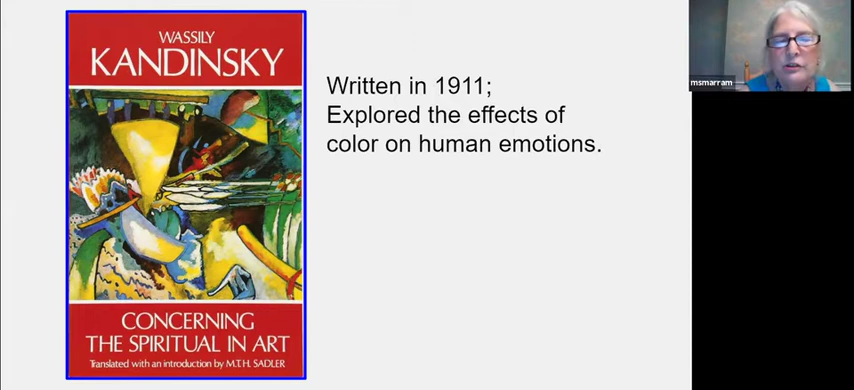 WASSILY
KANDINSKY
CONCERNING
THE SPIRITUAL IN ART
Translated with an introduction by M.T.H. SADLER
Written in 1911;
Explored the effects of
color on human emotions.
msmarram